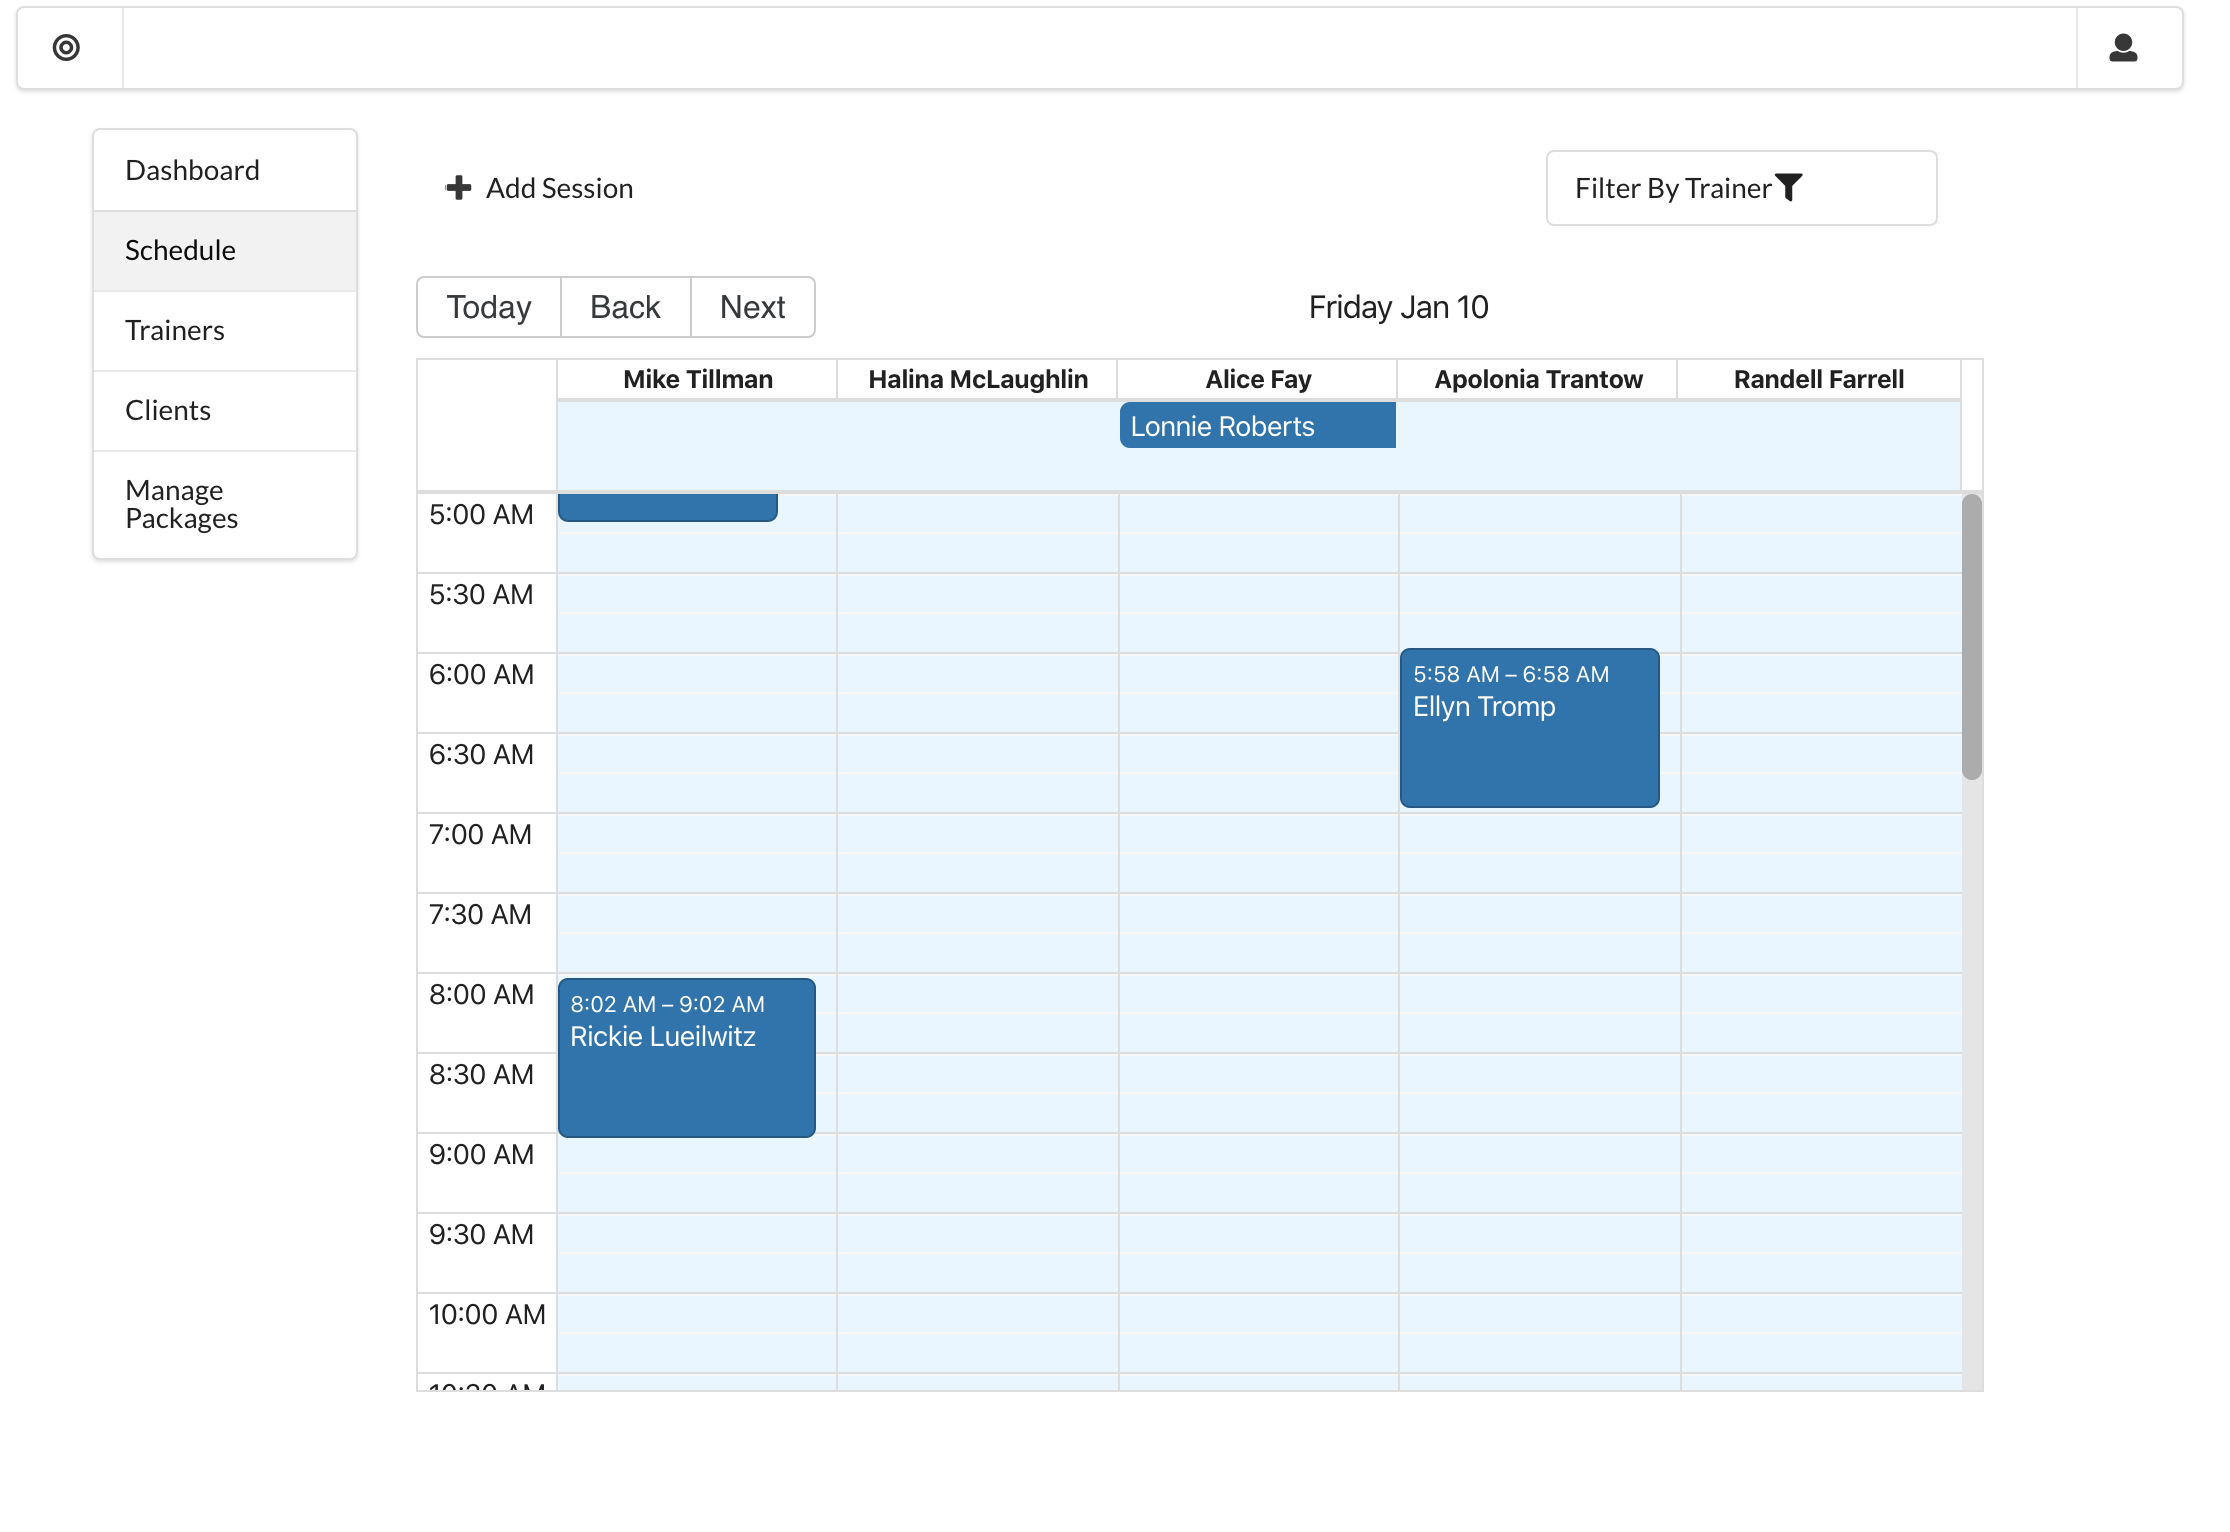 Dashboard
Schedule
Trainers
Clients
Manage
Packages
Add Session
Filter By Trainer
Today Back Next
Friday Jan 10
Mike Tillman Halina McLaughlin Alice Fay Apolonia Trantow Randell Farrell
Lonnie Roberts
5:00 AM
5:30 AM
6:00 AM
5:58 AM – 6:58 AM
Ellyn Tromp
6:30 AM
7:00 AM
7:30 AM
8:00 AM
8:02 AM – 9:02 AM
Rickie Lueilwitz
8:30 AM
9:00 AM
9:30 AM
10:00 AM
10:30 AM